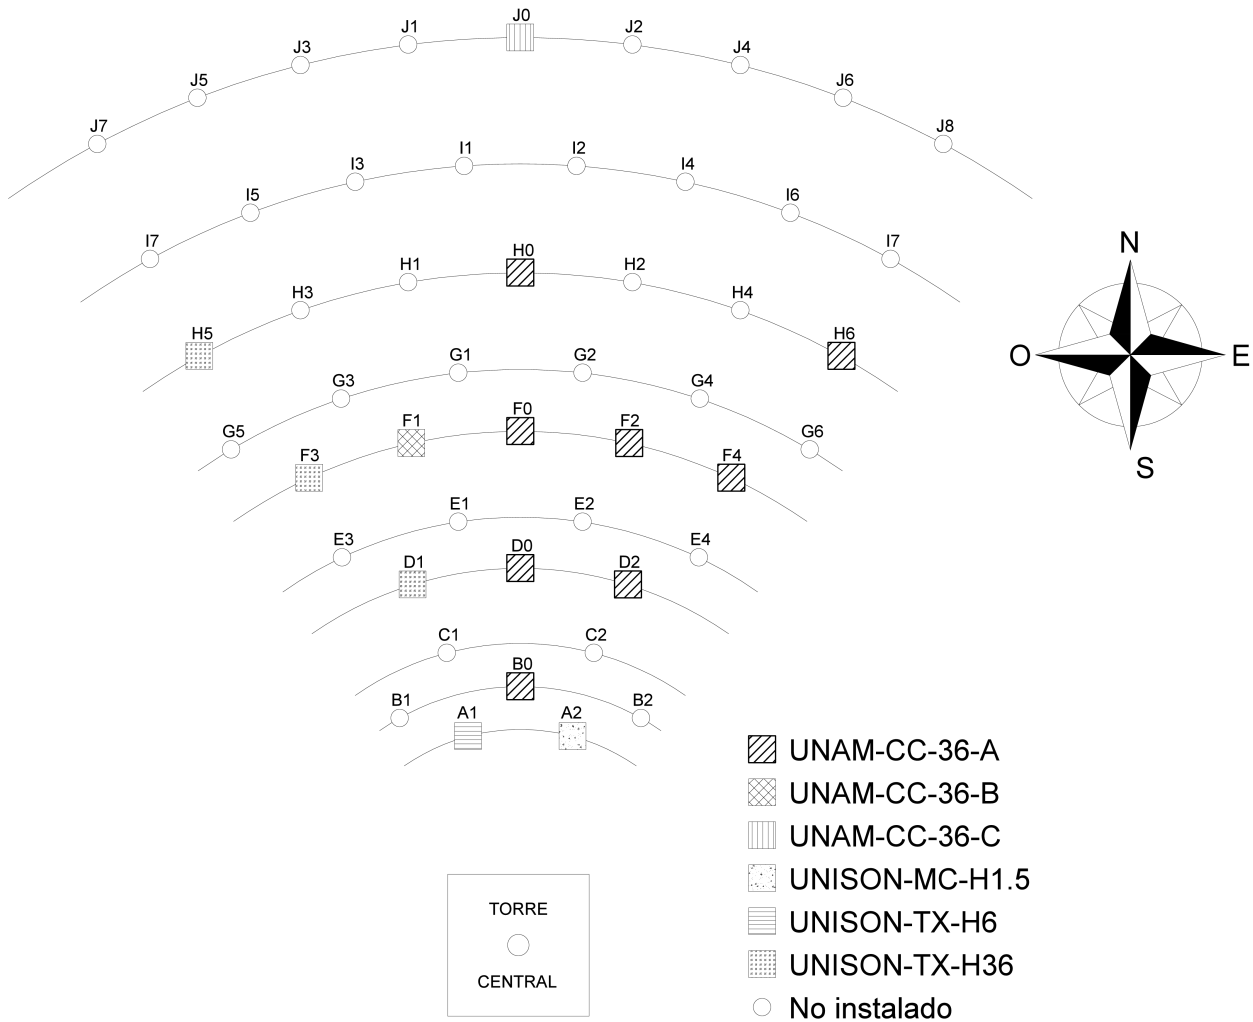 J0
J1
J2
J3
J4
J5
J6
J7
J8
I1
I2
I3
I4
I5
I6
I7
I7
H0
H1
H2
H3
H4
H5
H6
G1
G2
G3
G4
G5
G6
F0
F1
F2
F3
F4
E1
E2
E3
E4
D0
D1
D2
C1
C2
B0
B1
B2
A1
A2
N
O
E
S
TORRE
CENTRAL
UNAM-CC-36-A
UNAM-CC-36-B
UNAM-CC-36-C
UNISON-MC-H1.5
UNISON-TX-H6
UNISON-TX-H36
No instalado